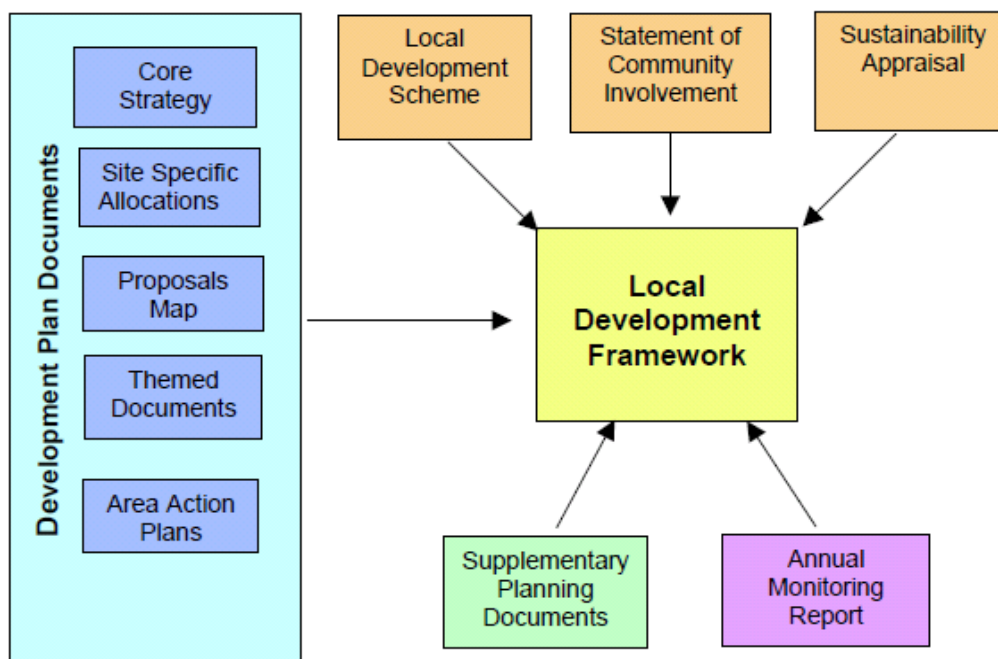 Development Plan Documents
Core
Strategy
Site Specific
Allocations
Proposals
Map
Themed
Documents
Area Action
Plans
Local
Development
Scheme
Statement of
Community
Involvement
Sustainability
Appraisal
Local
Development
Framework
Supplementary
Planning
Documents
Annual
Monitoring
Report